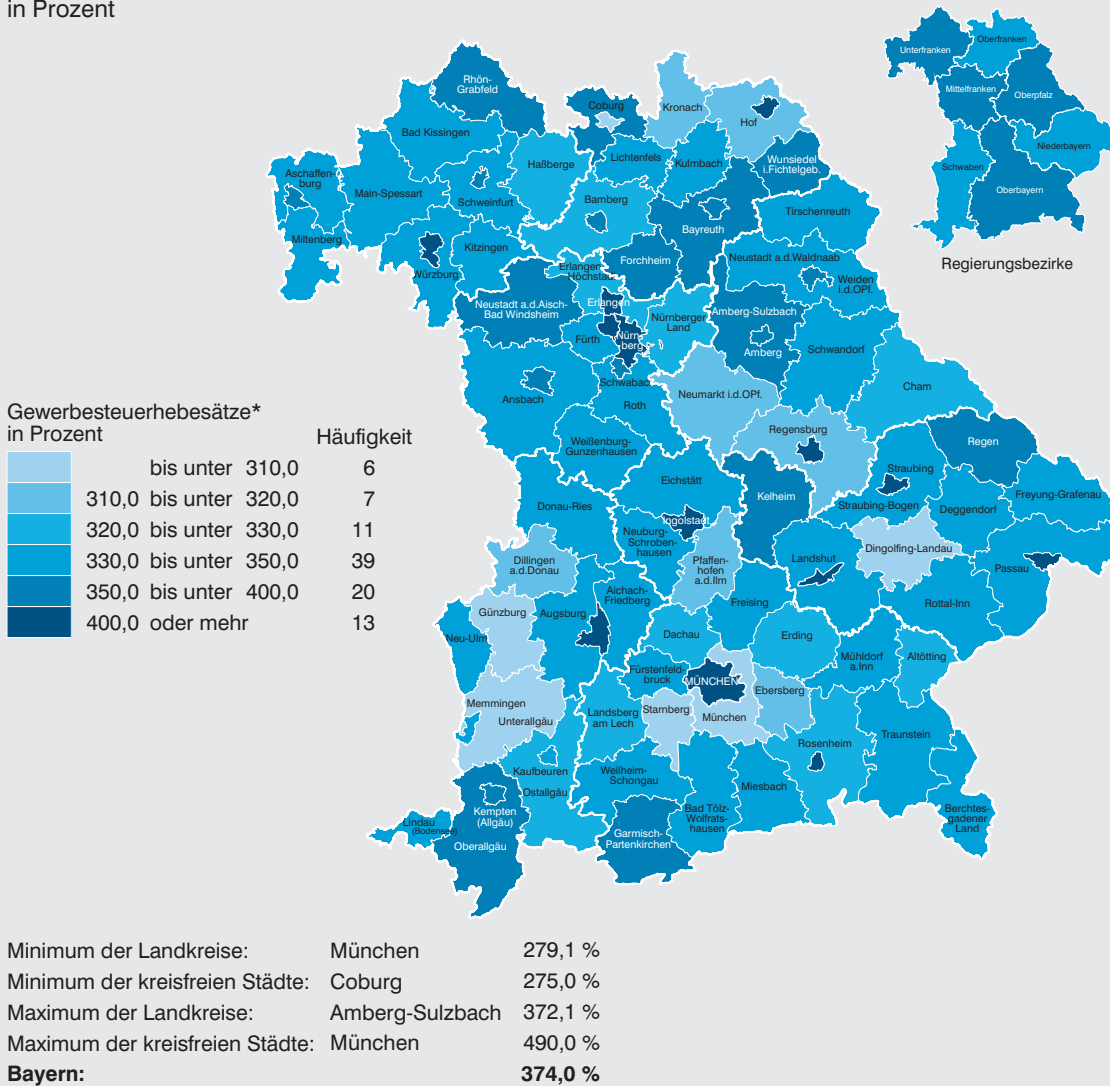 in Prozent
Unterfranken
Oberfranken
Mittelfranken
Oberpfalz
Niederbayern
Schwaben
Oberbayern
Regierungsbezirke
Rhön-
Grabfeld
Coburg
Kronach
Hof
Bad Kissingen
Lichtenfels
Kulmbach
Wunsiedel
i.Fichtelgeb.
Haßberge
Aschaffen-
burg
Main-Spessart
Schweinfurt
Bamberg
Bayreuth
Tirschenreuth
Miltenberg
Würzburg
Kitzingen
Forchheim
Neustadt a.d.Waldnaab
Weiden
i.d.OPf.
Erlangen-
Höchstadt
Neustadt a.d.Aisch-
Bad Windsheim
Erlangen
Nürnberger
Land
Amberg-Sulzbach
Amberg
Fürth
Nürn-
berg
Schwandorf
Ansbach
Schwabach
Roth
Neumarkt i.d.OPf.
Cham
Regensburg
Weißenburg-
Gunzenhausen
Regen
Straubing
Straubing-Bogen
Deggendorf
Freyung-Grafenau
Eichstätt
Kelheim
Donau-Ries
Ingolstadt
Neuburg-
Schroben-
hausen
Dingolfing-Landau
Landshut
Passau
Dillingen
a.d.Donau
Pfaffen-
hofen
a.d.Ilm
Aichach-
Friedberg
Freising
Rottal-Inn
Günzburg
Augsburg
Neu-Ulm
Dachau
Erding
Mühldorf
a.Inn
Altötting
Fürstenfeld-
bruck
MÜNCHEN
Ebersberg
Memmingen
Unterallgäu
Landsberg
am Lech
Starnberg
München
Rosenheim
Traunstein
Kaufbeuren
Ostallgäu
Weilheim-
Schongau
Bad Tölz-
Wolfrats-
hausen
Miesbach
Berchtes-
gadener
Land
Lindau
(Bodensee)
Kempten
(Allgäu)
Oberallgäu
Garmisch-
Partenkirchen
Gewerbesteuerhebesätze*
in Prozent Häufigkeit
bis unter 310,0 6
310,0 bis unter 320,0 7
320,0 bis unter 330,0 11
330,0 bis unter 350,0 39
350,0 bis unter 400,0 20
400,0 oder mehr 13
Minimum der Landkreise: München 279,1 %
Minimum der kreisfreien Städte: Coburg 275,0 %
Maximum der Landkreise: Amberg-Sulzbach 372,1 %
Maximum der kreisfreien Städte: München 490,0 %
Bayern: 374,0 %